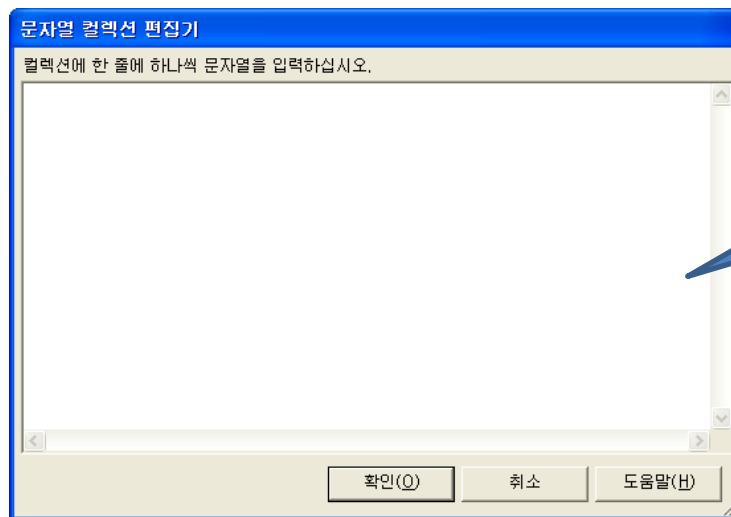 문자열 컬렉션 편집기
컬렉션에 한 줄에 하나씩 문자열을 입력하십시오.
확인(O) 취소 도움말(H)